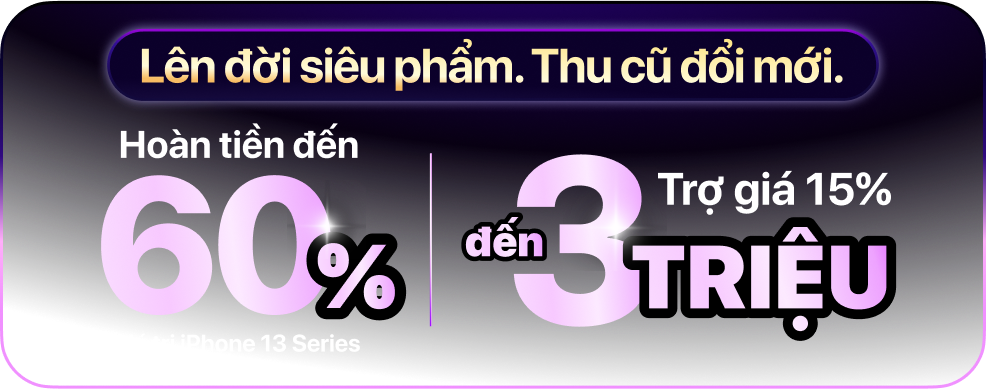 Lên đời siêu phẩm. Thu cũ đổi mới.
Hoàn tiền đến
60%
iPhone 13 Series
Trợ giá 15%
đến 3 TRIỆU